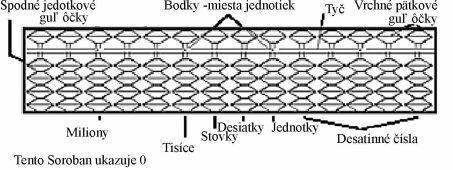 Spodné jedotkové
guľ ôčky
Bodky -miesta jednotiek
Tyč
Vrchné pätkové
guľ ôčky
Miliony
Tisíce
Stovky
Desiatky
Jednotky
Desatinné čísla
Tento Soroban ukazuje 0